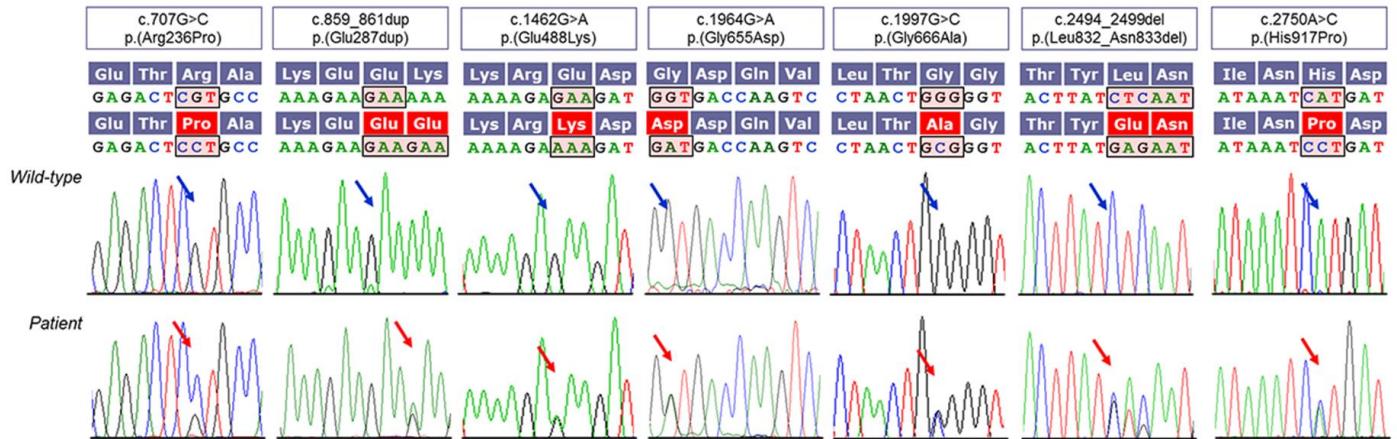 c.707G>C c.859_861dup c.1462G>A c.1964G>A c.1997G>C c.2494_2499del c.2750A>C
p.(Arg236Pro) p.(Glu287dup) p.(Glu488Lys) p.(Gly655Asp) p.(Gly666Ala) p.(Leu832_Asn833del) p.(His917Pro)
Glu Thr Arg Ala Lys Glu Glu Lys Lys Arg Glu Asp Gly Asp Gln Val Leu Thr Gly Gly Thr Tyr Leu Asn Ile Asn His Asp
GAGACTCGTGCC AAAGAAGAAAAA AAAAGAGAAGAT GGTGACCAAGTC CTAACTGGGGGT ACTTATCTCAAT ATAAATCATGAT
Glu Thr Pro Ala Lys Glu Glu Glu Lys Arg Lys Asp Asp Asp Gln Val Leu Thr Ala Gly Thr Tyr Glu Asn Ile Asn Pro Asp
GAGACTCCTGCC AAAGAAGAAGAA AAAAGAAAAGAT GATGACCAAGTC CTAACTGCGGGT ACTTATGAGAAT ATAAATCCTGAT
Wild-type
Patient